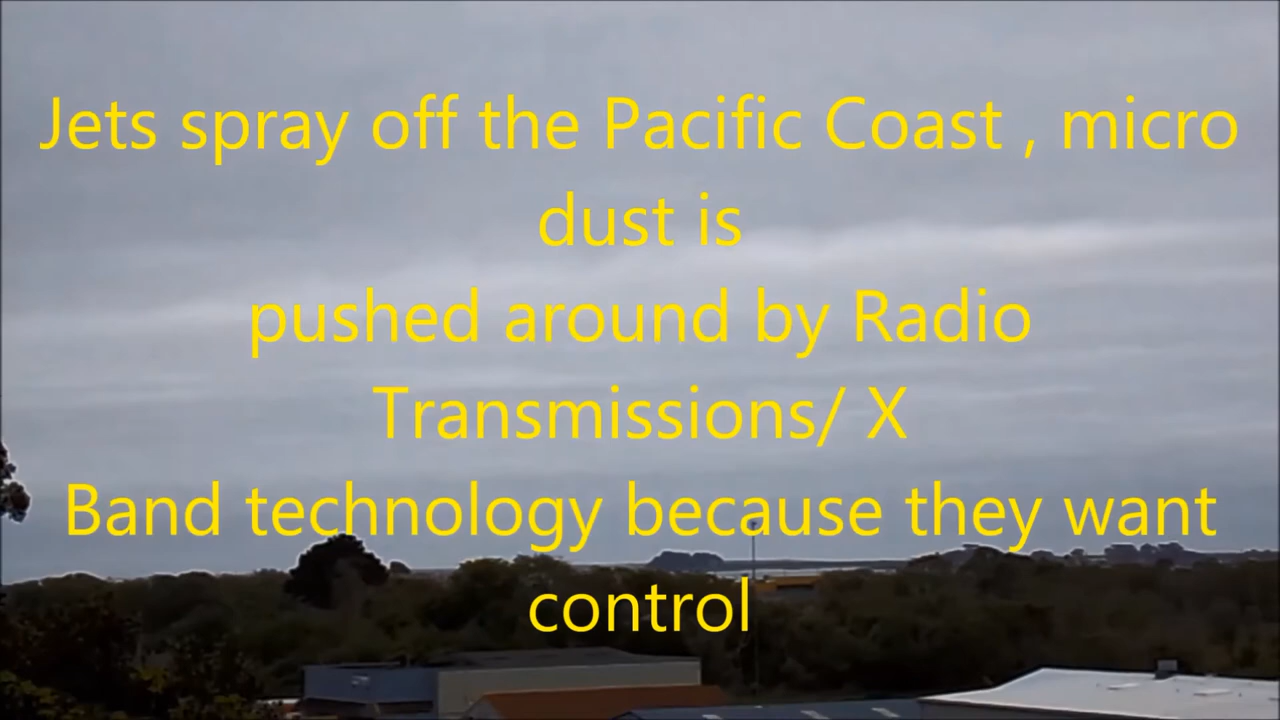 Jets spray off the Pacific Coast , micro
dust is
pushed around by Radio
Transmissions/ X
Band technology because they want
control